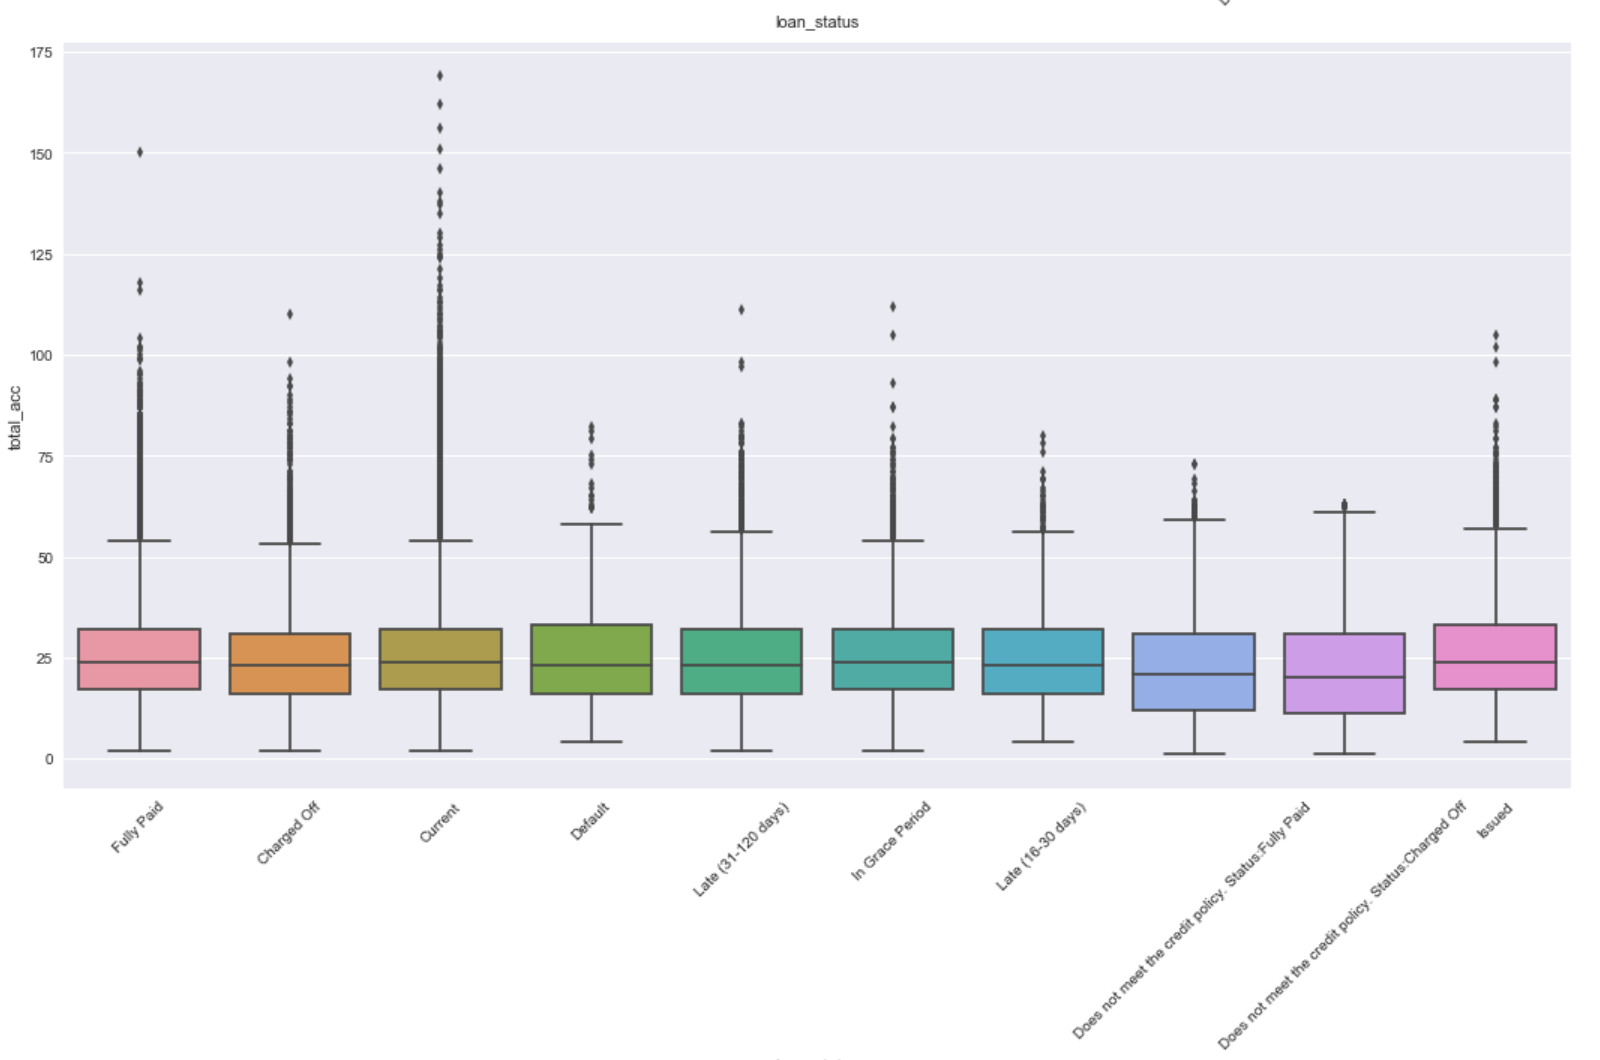 loan_status
175
150
125
100
75
50
25
0
total_acc
Fully Paid
Charged Off
Current
Default
Late (31-120 days)
In Grace Period
Late (16-30 days)
Does not meet the credit policy. Status:Fully Paid
Does not meet the credit policy. Status:Charged Off
Issued